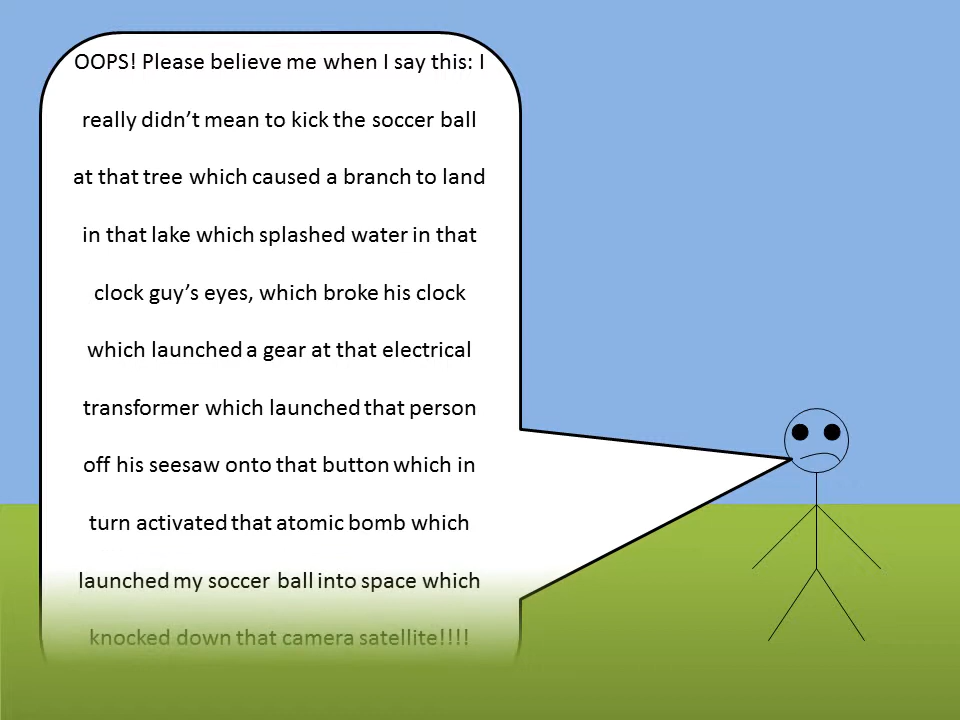 OOPS! Please believe me when I say this: I
really didn’t mean to kick the soccer ball
at that tree which caused a branch to land
in that lake which splashed water in that
clock guy’s eyes, which broke his clock
which launched a gear at that electrical
transformer which launched that person
off his seesaw onto that button which in
turn activated that atomic bomb which
launched my soccer ball into space which
knocked down that camera satellite!!!!